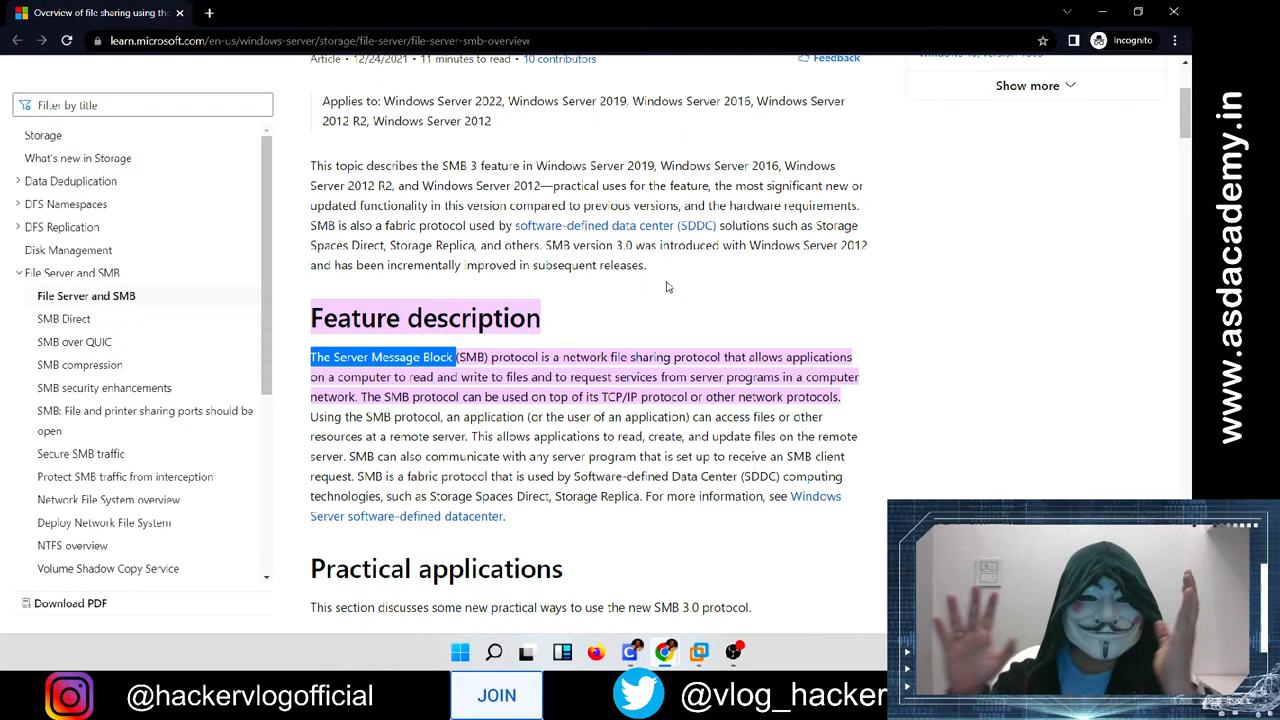 Overview of file sharing using th
learn.microsoft.com/en-us/windows-server/storage/file-server/file-server-smb-overview
Incognito
Article • 12/24/2021 • 11 minutes to read • 10 contributors
Feedback
Show more
Filter by title
Storage
What's new in Storage
Data Deduplication
DFS Namespaces
DFS Replication
Disk Management
File Server and SMB
File Server and SMB
SMB Direct
SMB over QUIC
SMB compression
SMB security enhancements
SMB: File and printer sharing ports should be
open
Secure SMB traffic
Protect SMB traffic from interception
Network File System overview
Deploy Network File System
NTFS overview
Volume Shadow Copy Service
Download PDF
Applies to: Windows Server 2022, Windows Server 2019, Windows Server 2016, Windows Server
2012 R2, Windows Server 2012
This topic describes the SMB 3 feature in Windows Server 2019, Windows Server 2016, Windows
Server 2012 R2, and Windows Server 2012—practical uses for the feature, the most significant new or
updated functionality in this version compared to previous versions, and the hardware requirements.
SMB is also a fabric protocol used by software-defined data center (SDDC) solutions such as Storage
Spaces Direct, Storage Replica, and others. SMB version 3.0 was introduced with Windows Server 2012
and has been incrementally improved in subsequent releases.
Feature description
The Server Message Block (SMB) protocol is a network file sharing protocol that allows applications
on a computer to read and write to files and to request services from server programs in a computer
network. The SMB protocol can be used on top of its TCP/IP protocol or other network protocols.
Using the SMB protocol, an application (or the user of an application) can access files or other
resources at a remote server. This allows applications to read, create, and update files on the remote
server. SMB can also communicate with any server program that is set up to receive an SMB client
request. SMB is a fabric protocol that is used by Software-defined Data Center (SDDC) computing
technologies, such as Storage Spaces Direct, Storage Replica. For more information, see Windows
Server software-defined datacenter.
Practical applications
This section discusses some new practical ways to use the new SMB 3.0 protocol.
www.asdacademy.in
@hackervlogofficial
JOIN
@vlog_hacker